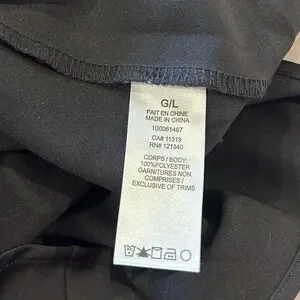 G/L
FAIT EN CHINE
MADE IN CHINA
100061467
CA# 11319
RN# 121340
CORPS / BODY:
100%POLYESTER
GARNITURES NON
COMPRISES /
EXCLUSIVE OF TRIMS